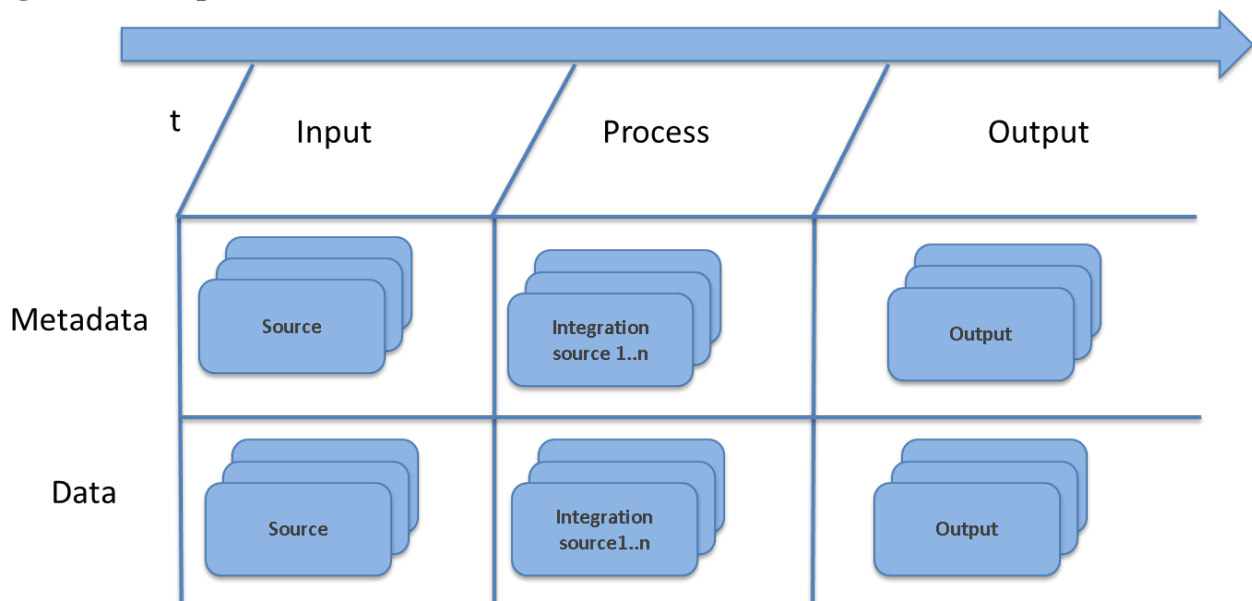 t
Input
Process
Output
Metadata
Source
Integration
source 1..n
Output
Data
Source
Integration
source1..n
Output